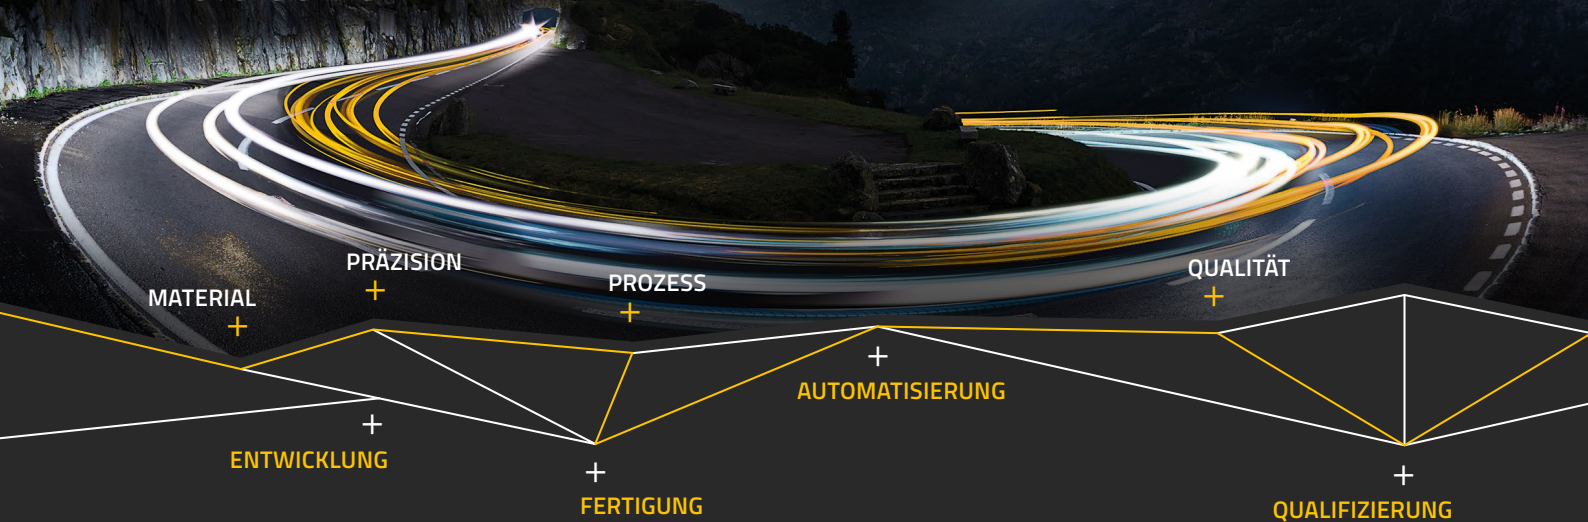 PRÄZISION
QUALITÄT
PROZESS
MATERIAL
AUTOMATISIERUNG
ENTWICKLUNG
FERTIGUNG
QUALIFIZIERUNG